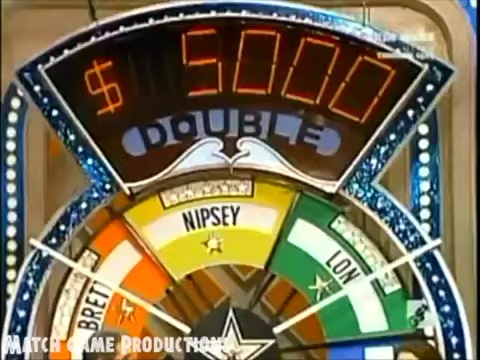 $ 5000
DOUBLE
NIPSEY
BRETT
LON
MATCH GAME PRODUCTIONS